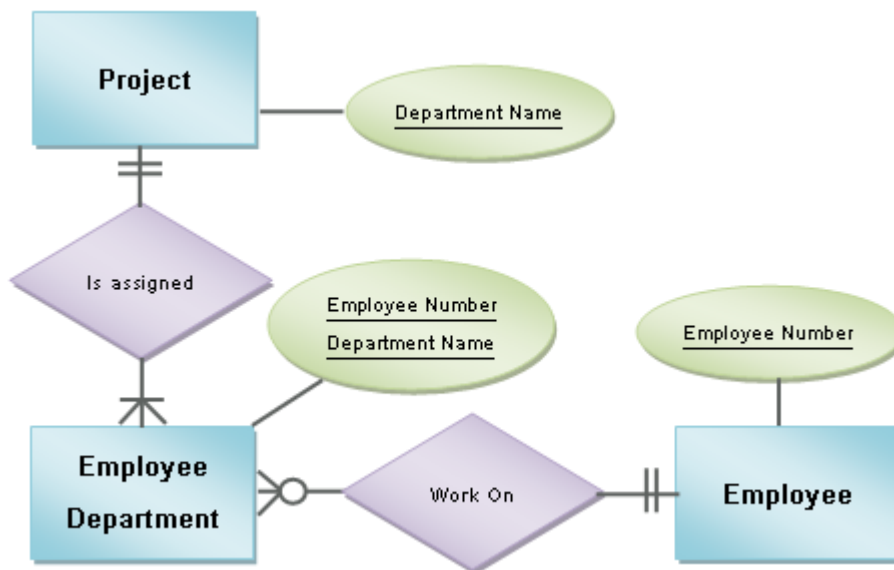 Project
Department Name
Is assigned
Employee Number
Department Name
Employee Number
Employee
Department
Work On
Employee